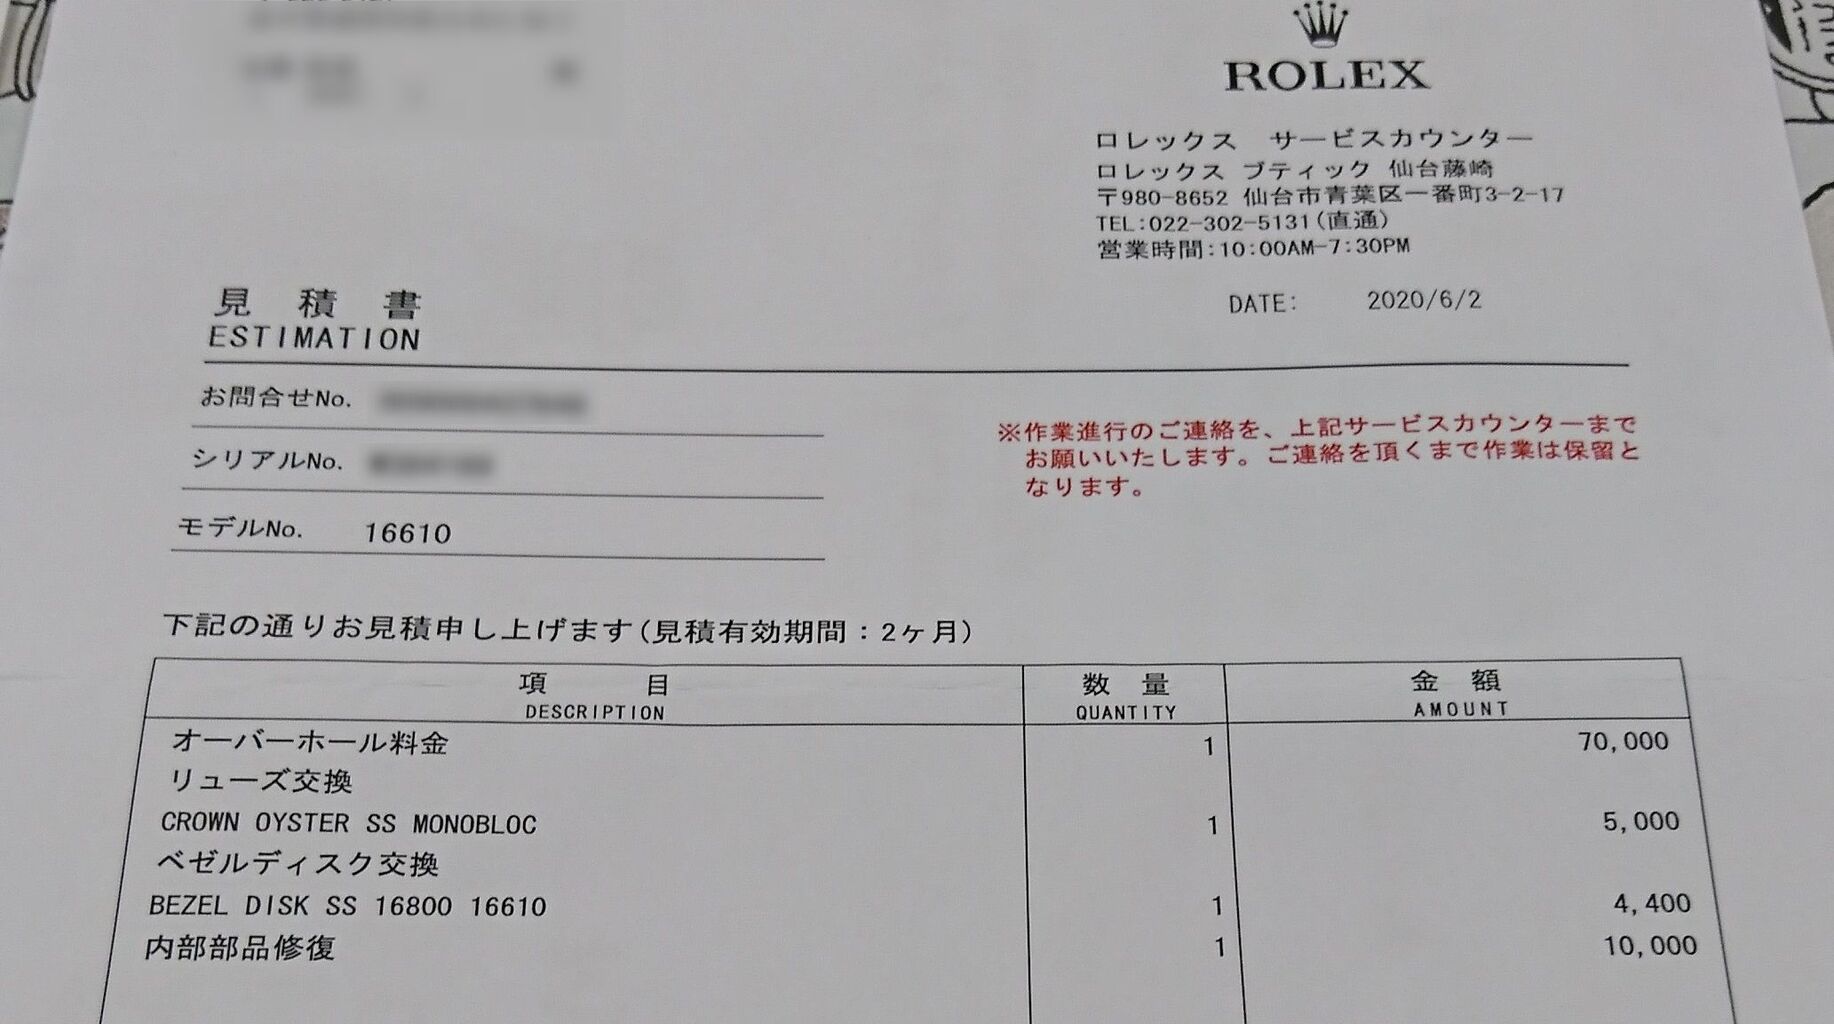 ROLEX
ロレックス サービスカウンター
ロレックス ブティック 仙台藤崎
〒980-8652 仙台市青葉区一番町3-2-17
TEL:022-302-5131(直通)
営業時間:10:00AM-7:30PM
DATE: 2020/6/2
見積書
ESTIMATION
お問合せNo.
シリアルNo.
モデルNo. 16610
※作業進行のご連絡を、上記サービスカウンターまで
お願いいたします。ご連絡を頂くまで作業は保留と
なります。
下記の通りお見積申し上げます(見積有効期間：2ヶ月)
項目 数量 金額
DESCRIPTION QUANTITY AMOUNT
オーバーホール料金 1 70,000
リューズ交換
CROWN OYSTER SS MONOBLOC 1 5,000
ベゼルディスク交換
BEZEL DISK SS 16800 16610 1 4,400
内部部品修復 1 10,000